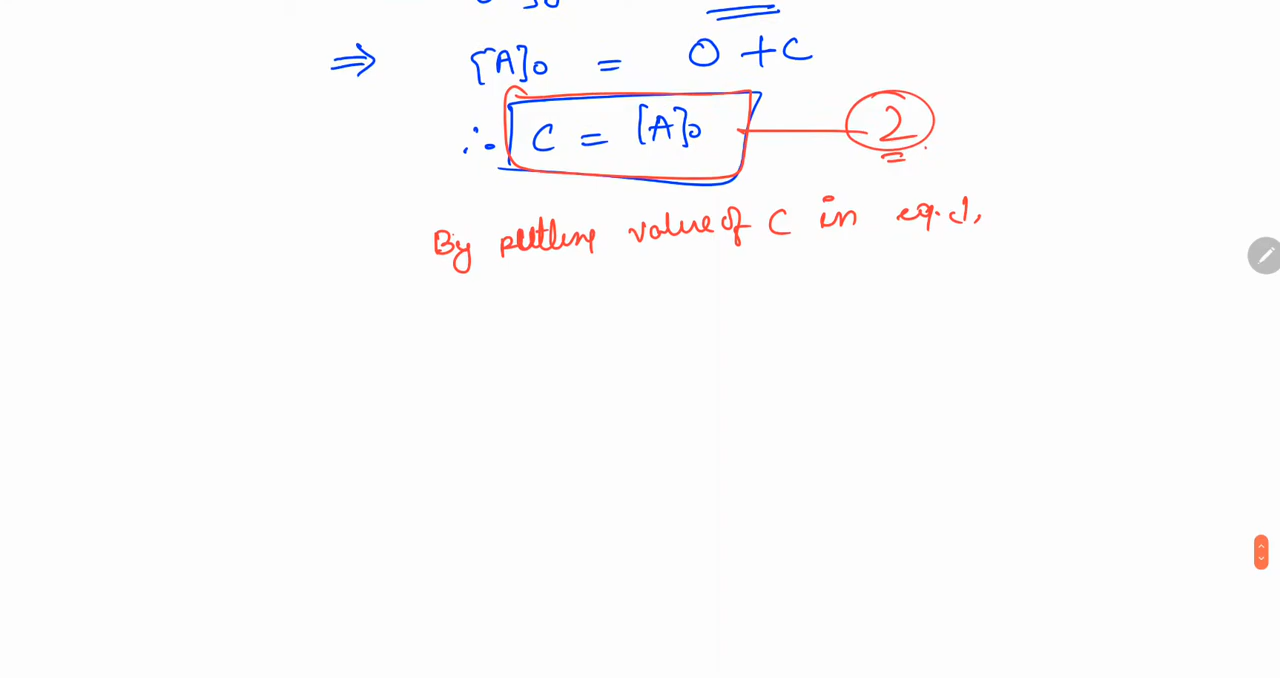 ⇒ [A]₀ = 0 + C
∴ C = [A]₀ — 2
By putting value of C in eq. 1,